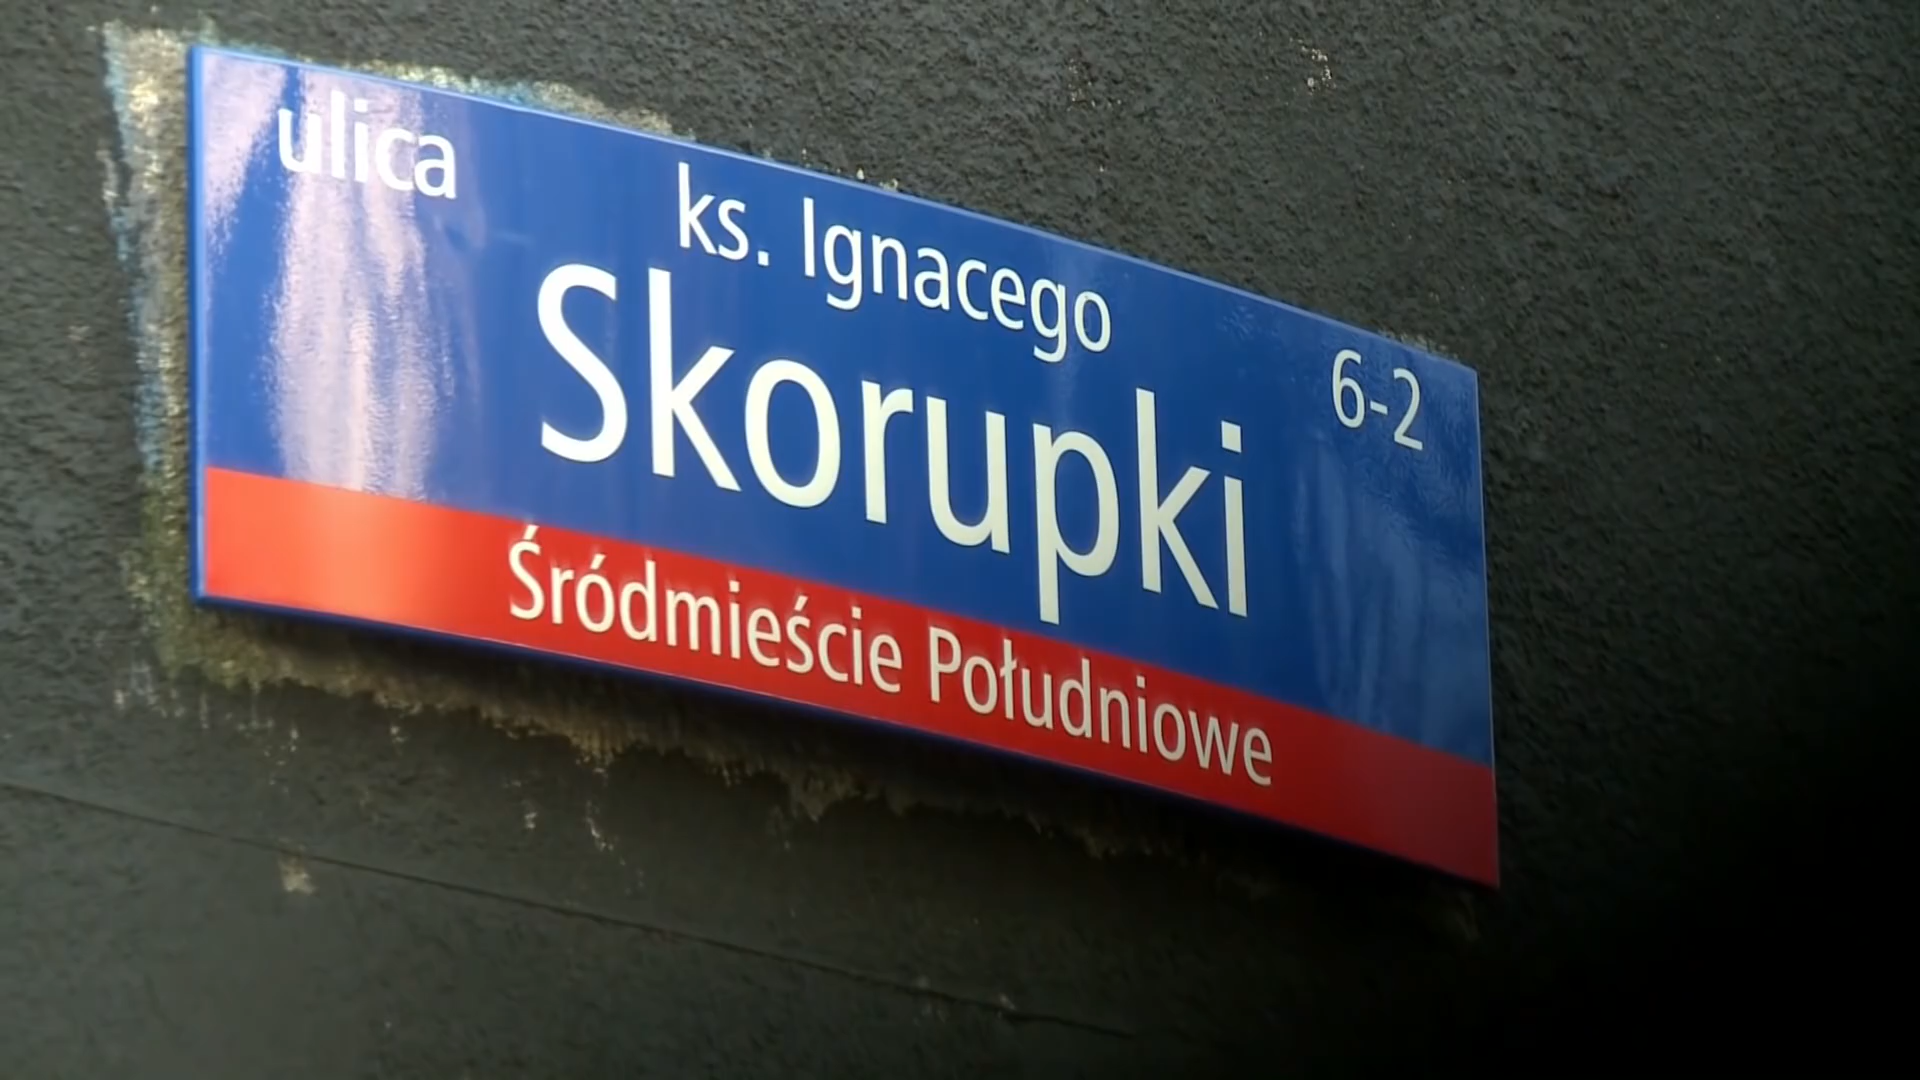 ulica
ks. Ignacego
Skorupki
6-2
Śródmieście Południowe